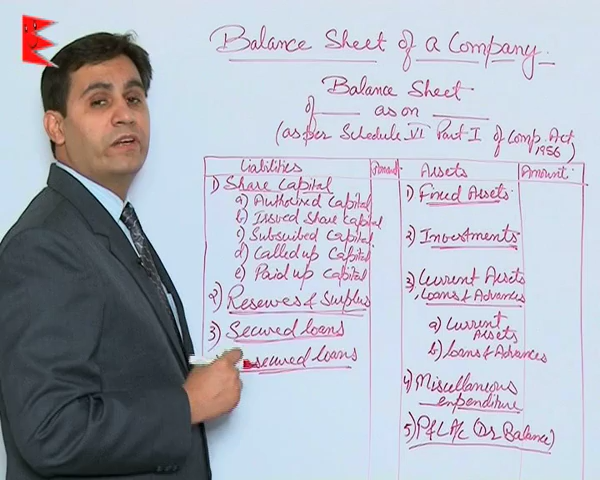 Balance Sheet of a Company.
Balance Sheet
of as on
(as per Schedule VI Part I of Comp. Act 1956)
Liabilities Amount Assets Amount
1) Share Capital
a) Authorized Capital
b) Issued Share Capital
c) Subscribed Capital
d) Called up Capital
e) Paid up Capital
2) Reserves & Surplus
3) Secured loans
secured loans
1) Fixed Assets
2) Investments
3) Current Assets,
Loans & Advances
a) Current
Assets
b) Loans & Advances
4) Miscellaneous
expenditure
5) P & L A/c (Dr Balance)